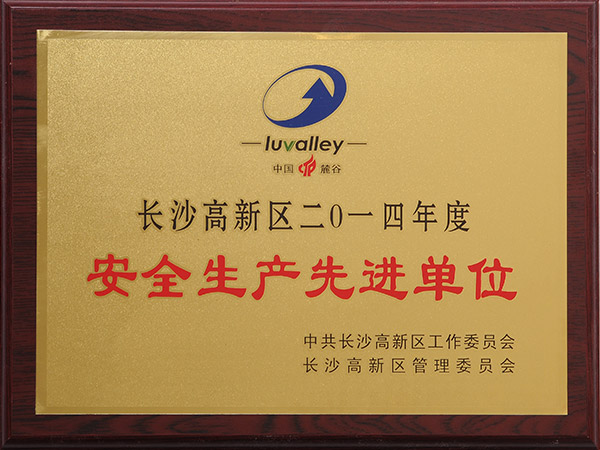 luvalley
中国 麓谷
长沙高新区二0一四年度
安全生产先进单位
中共长沙高新区工作委员会
长沙高新区管理委员会